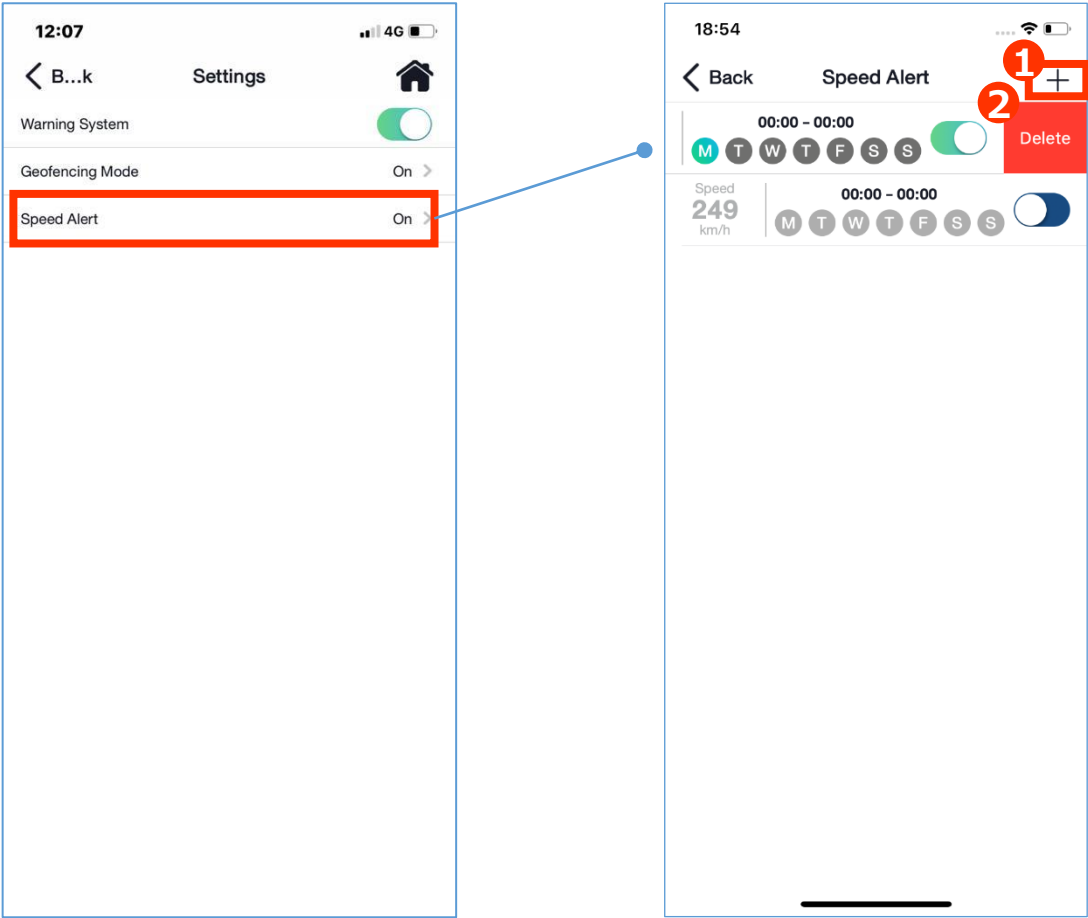 12:07
4G
B...k
Settings
Warning System
Geofencing Mode
On
Speed Alert
On
18:54
1
Back
Speed Alert
+
2
00:00 – 00:00
M T W T F S S
Delete
Speed
249
km/h
00:00 – 00:00
M T W T F S S